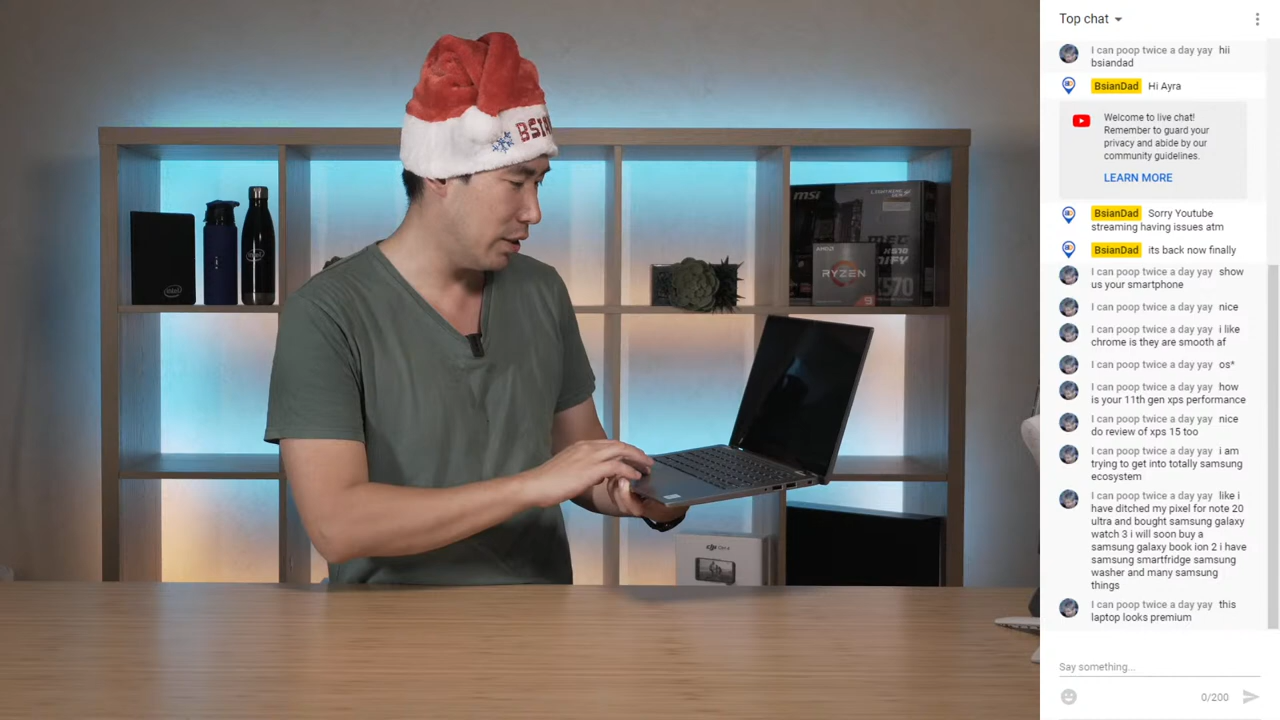 BSIAN
intel
intel
msi
AMD
RYZEN
9
X570
dji OM 4
Top chat
I can poop twice a day yay hii
bsiandad
BsianDad Hi Ayra
Welcome to live chat!
Remember to guard your
privacy and abide by our
community guidelines.
LEARN MORE
BsianDad Sorry Youtube
streaming having issues atm
BsianDad its back now finally
I can poop twice a day yay show
us your smartphone
I can poop twice a day yay nice
I can poop twice a day yay i like
chrome is they are smooth af
I can poop twice a day yay os*
I can poop twice a day yay how
is your 11th gen xps performance
I can poop twice a day yay nice
do review of xps 15 too
I can poop twice a day yay i am
trying to get into totally samsung
ecosystem
I can poop twice a day yay like i
have ditched my pixel for note 20
ultra and bought samsung galaxy
watch 3 i will soon buy a
samsung galaxy book ion 2 i have
samsung smartfridge samsung
washer and many samsung
things
I can poop twice a day yay this
laptop looks premium
Say something...
0/200